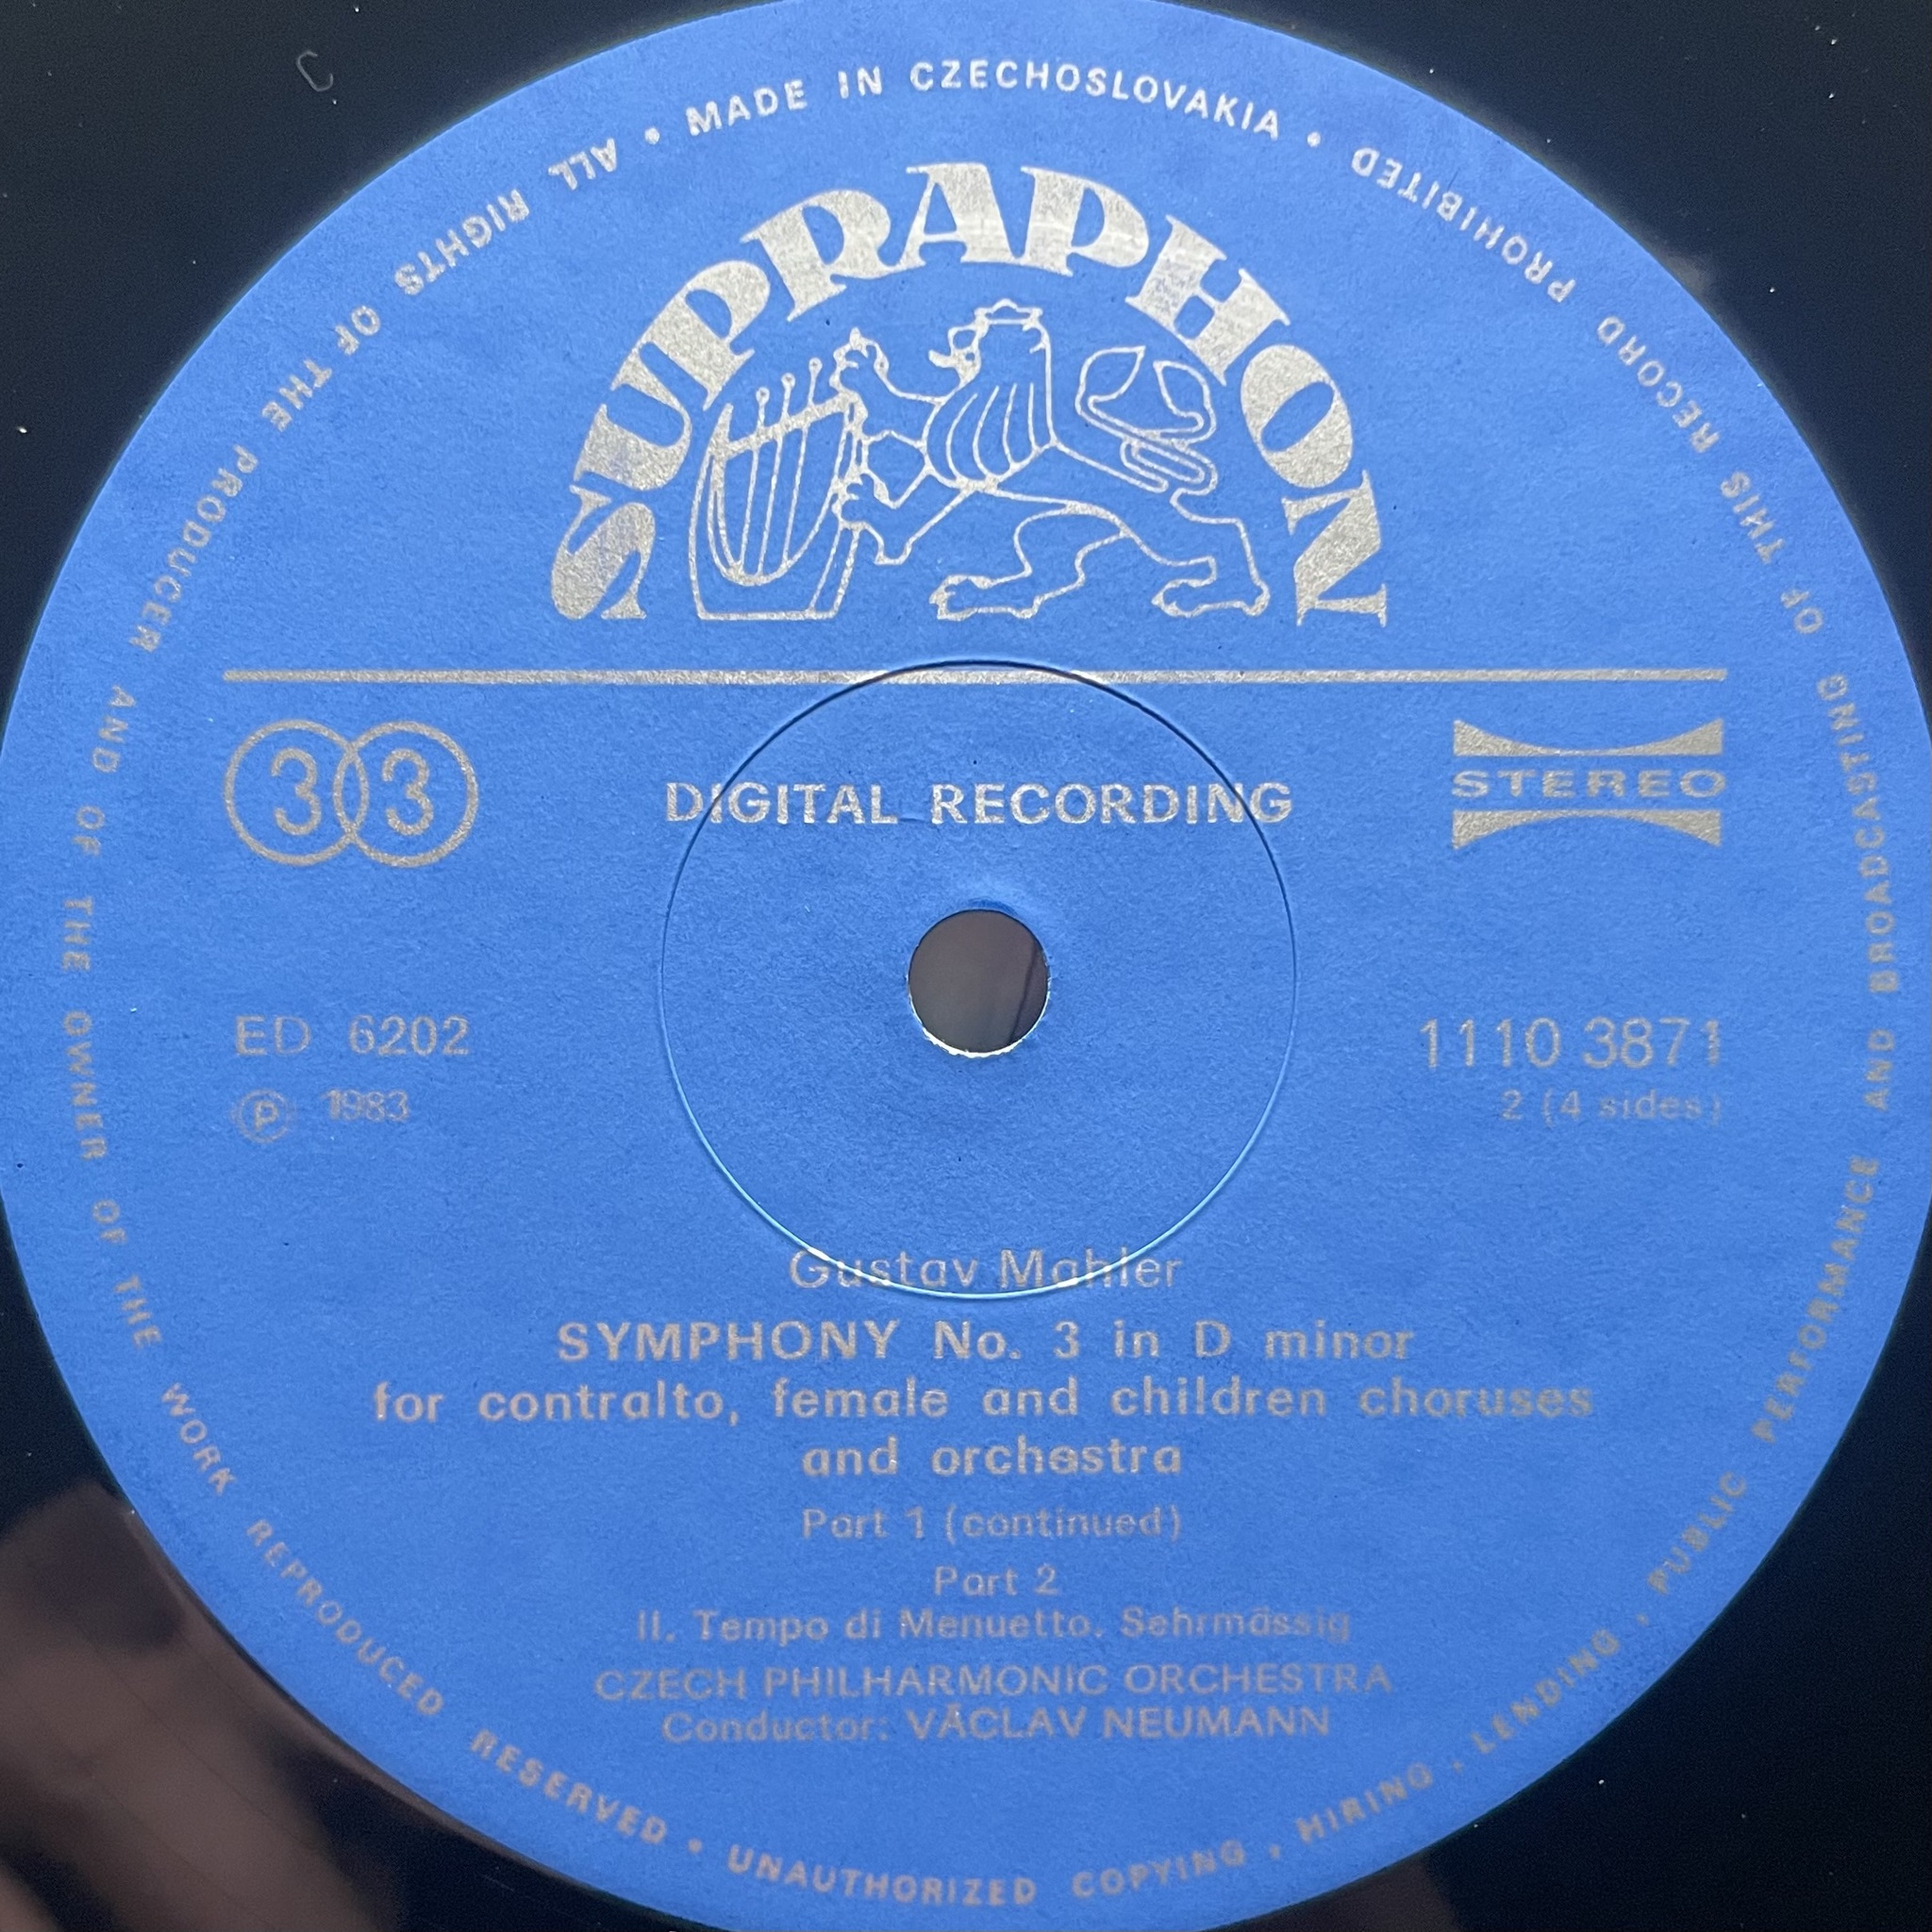 • MADE IN CZECHOSLOVAKIA •
ALL RIGHTS OF THE PRODUCER AND OF THE OWNER OF THE WORK REPRODUCED RESERVED • UNAUTHORIZED COPYING, HIRING, LENDING, PUBLIC PERFORMANCE AND BROADCASTING OF THIS RECORD PROHIBITED
SUPRAPHON
33
DIGITAL RECORDING
STEREO
ED 6202
℗ 1983
1110 3871
2 (4 sides)
Gustav Mahler
SYMPHONY No. 3 in D minor
for contralto, female and children choruses
and orchestra
Part 1 (continued)
Part 2
II. Tempo di Menuetto. Sehrmässig
CZECH PHILHARMONIC ORCHESTRA
Conductor: VÁCLAV NEUMANN